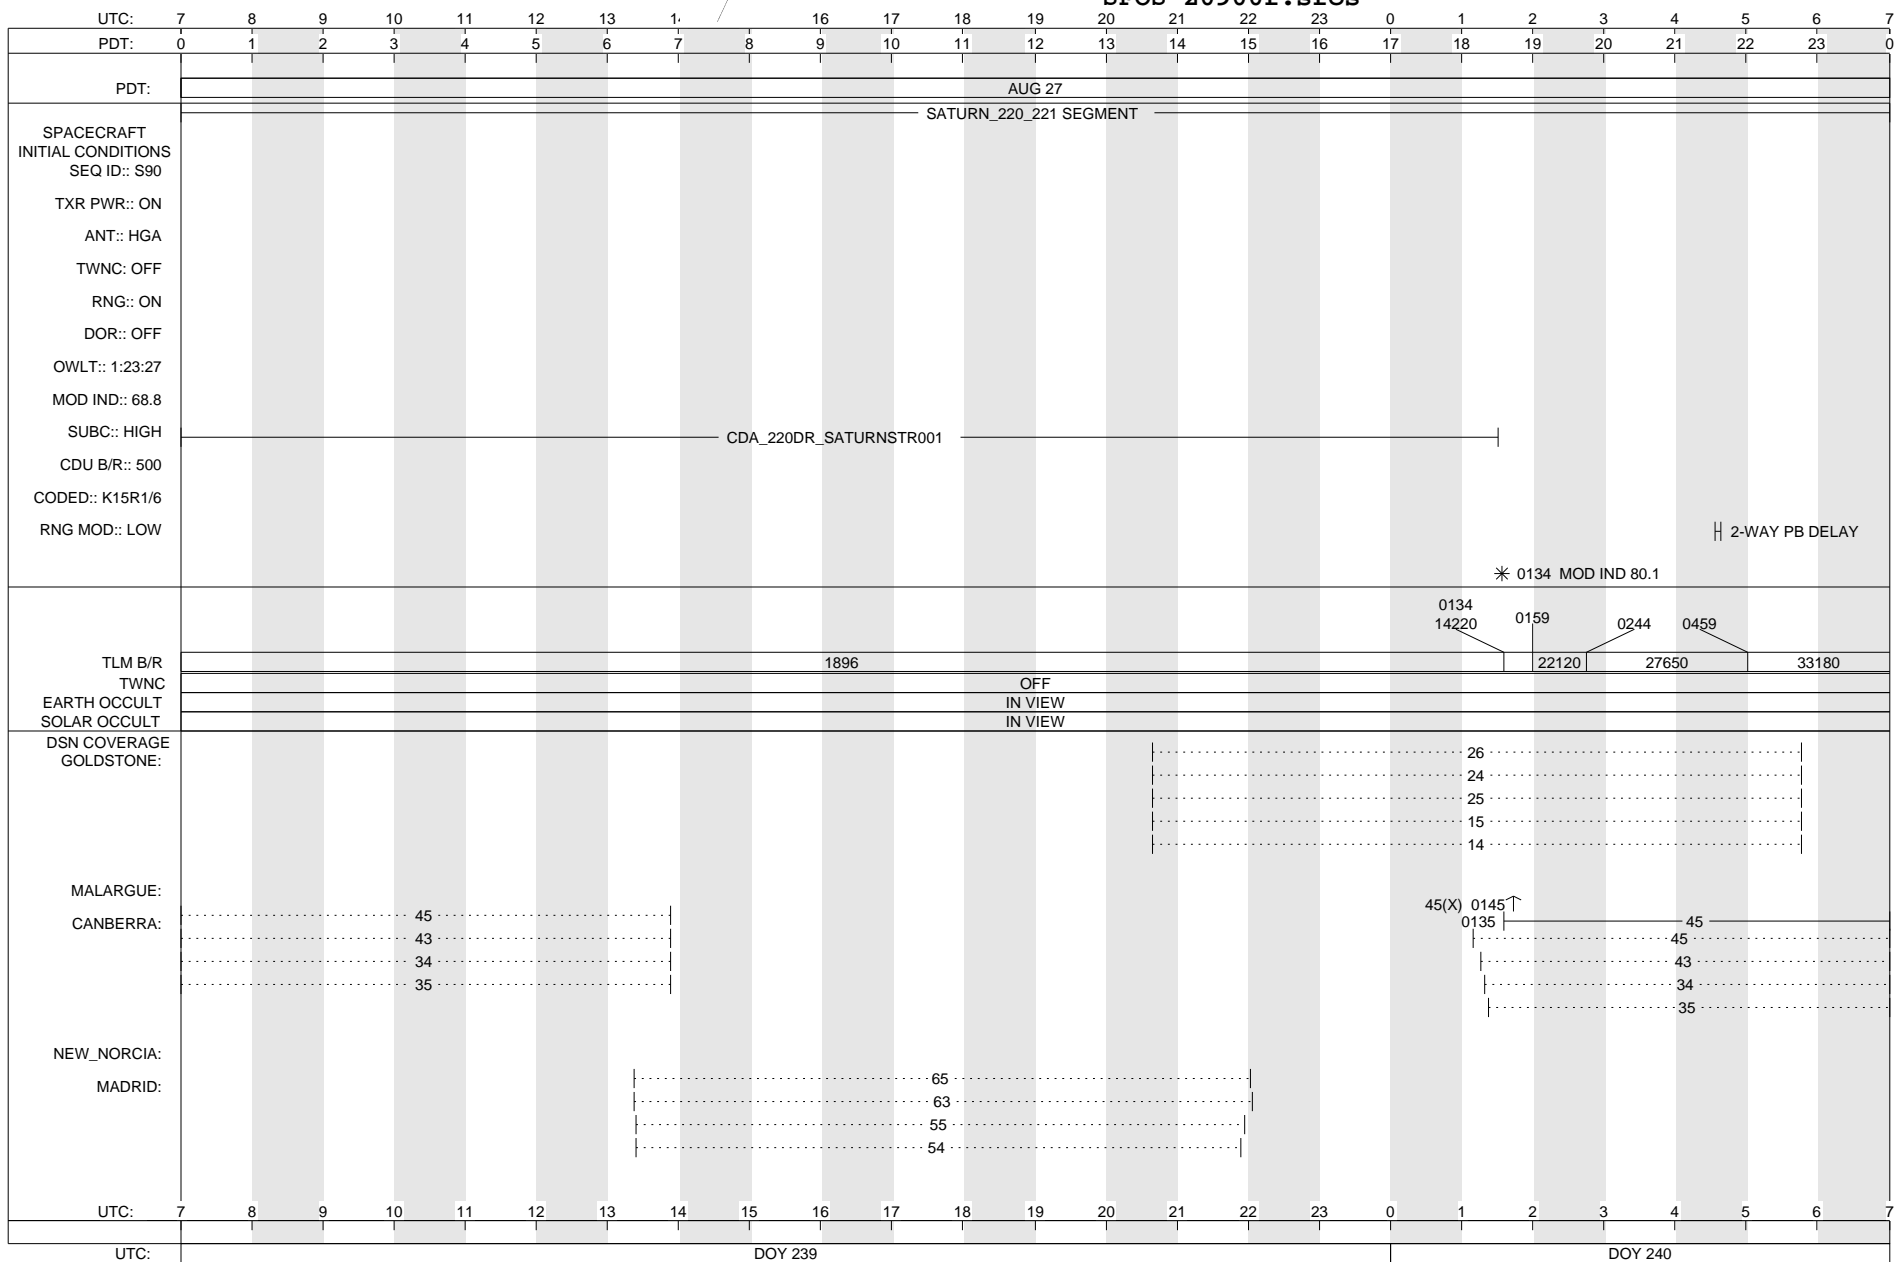 UTC: 7 8 9 10 11 12 13 16 17 18 19 20 21 22 23 0 1 2 3 4 5 6 7
PDT: 0 1 2 3 4 5 6 7 8 9 10 11 12 13 14 15 16 17 18 19 20 21 22 23 0
PDT: AUG 27
SATURN_220_221 SEGMENT
SPACECRAFT
INITIAL CONDITIONS
SEQ ID:: S90
TXR PWR:: ON
ANT:: HGA
TWNC: OFF
RNG:: ON
DOR:: OFF
OWLT:: 1:23:27
MOD IND:: 68.8
SUBC:: HIGH
CDA_220DR_SATURNSTR001
CDU B/R:: 500
CODED:: K15R1/6
RNG MOD:: LOW
2-WAY PB DELAY
0134 MOD IND 80.1
0134
14220 0159 0244 0459
TLM B/R 1896 22120 27650 33180
TWNC OFF
EARTH OCCULT IN VIEW
SOLAR OCCULT IN VIEW
DSN COVERAGE
GOLDSTONE: 26
24
25
15
14
MALARGUE:
45(X) 0145
CANBERRA: 45 0135 45
43 45
34 43
35 34
35
NEW_NORCIA:
MADRID: 65
63
55
54
UTC: 7 8 9 10 11 12 13 14 15 16 17 18 19 20 21 22 23 0 1 2 3 4 5 6 7
UTC: DOY 239 DOY 240